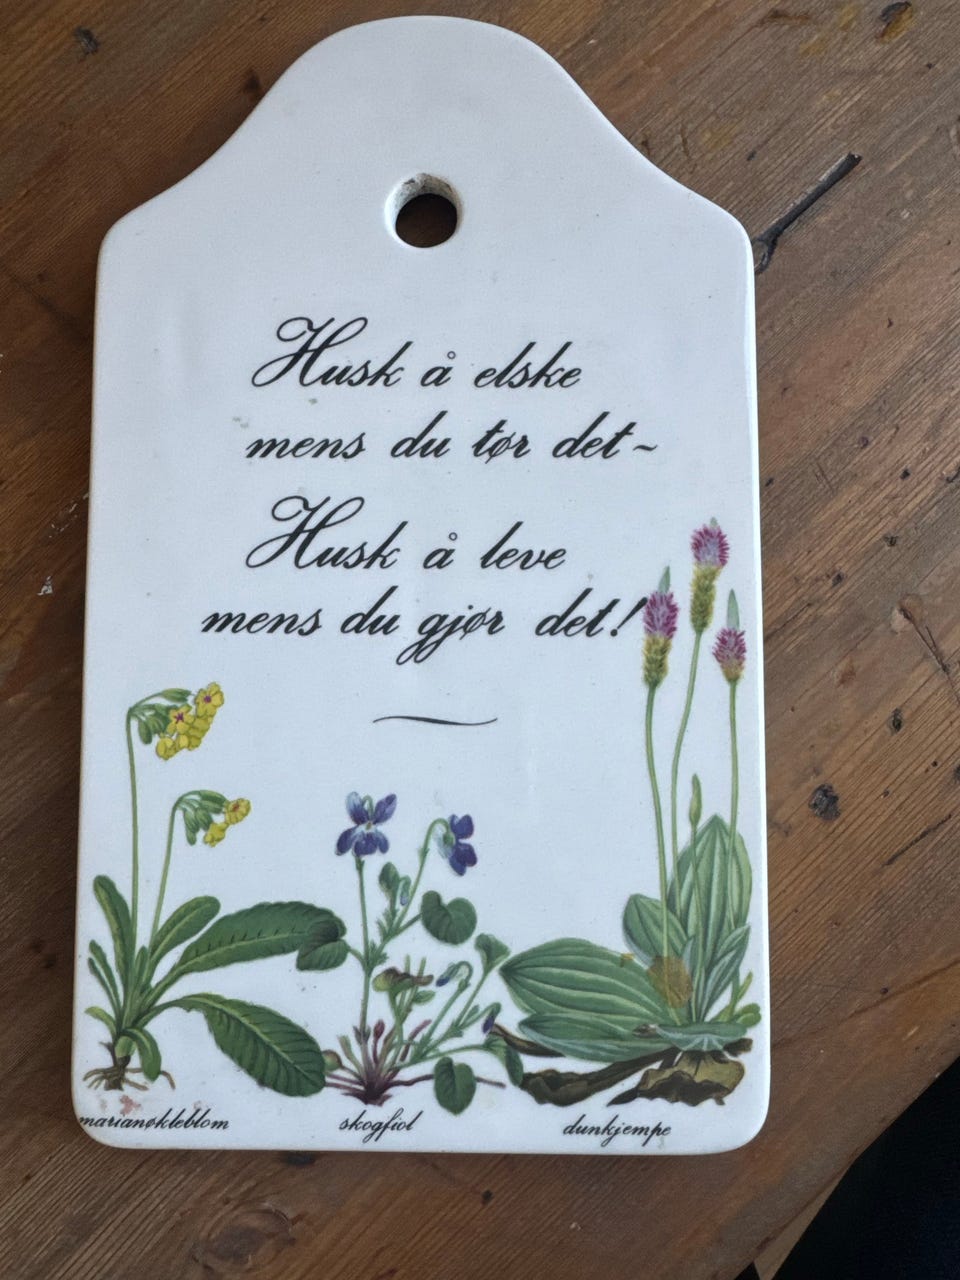 Husk å elske
mens du tør det~
Husk å leve
mens du gjør det!
marianøkleblom
skogfiol
dunkjempe